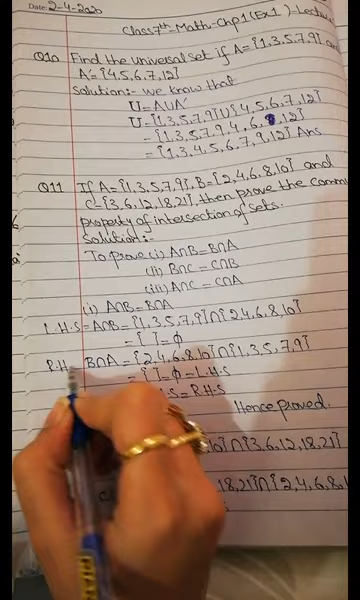 Date: 2-4-2020
Class 7th-Math-Chp1 (Ex 1 )-Lectu
Q10 Find the Universal set if A=[1,3,5,7,9] and
A'=[4,5,6,7,12]
Solution:- We know that
U=AUA'
U=[1,3,5,7,9]U[4,5,6,7,12]
=[1,3,5,7,9,4,6, ,12]
=[1,3,4,5,6,7,9,12] Ans
Q11 If A=[1,3,5,7,9], B=[2,4,6,8,10] and
C=[3,6,12,18,21], then prove the Commu
property of intersection of sets.
Solution:-
To prove (i) A∩B=B∩A
(ii) B∩C=C∩B
(iii) A∩C=C∩A
(i) A∩B=B∩A
L.H.S=A∩B=[1,3,5,7,9]∩[2,4,6,8,10]
=[ ]=φ
R.H. B∩A=[2,4,6,8,10]∩[1,3,5,7,9]
=[ ]=φ=L.H.S
.S=R.H.S
Hence proved.
10]∩[3,6,12,18,21]
18,21]∩[2,4,6,8,1